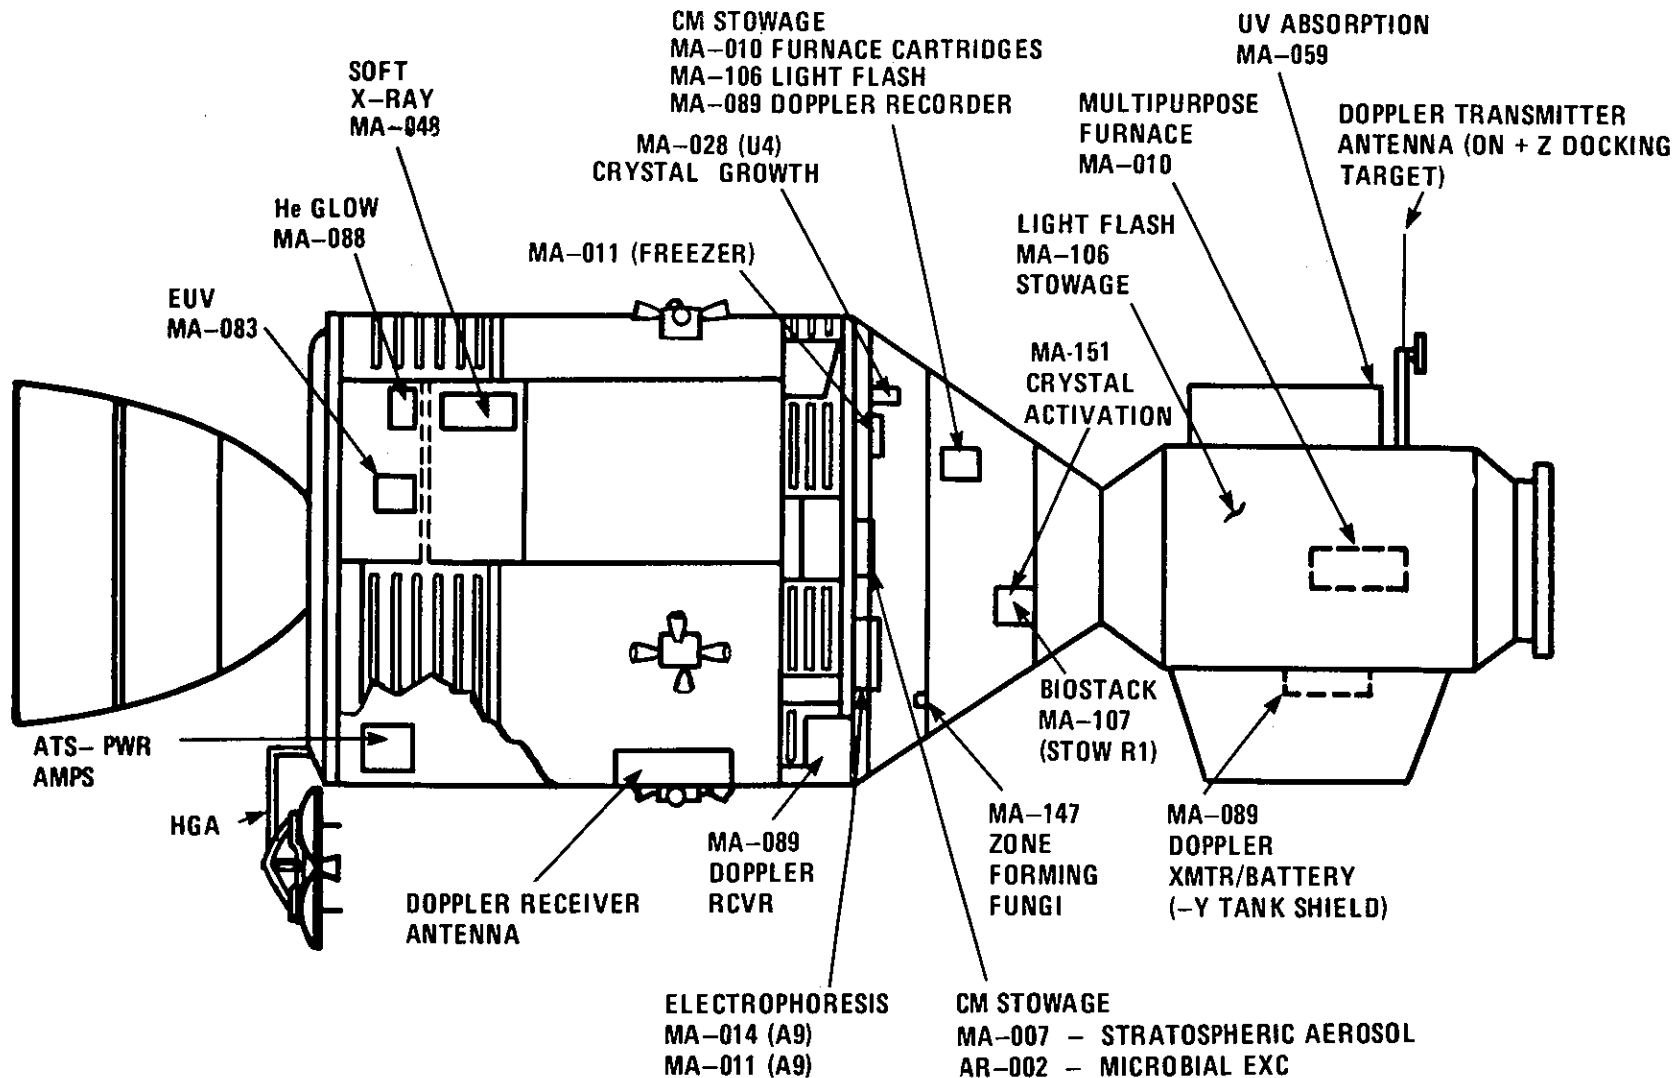 CM STOWAGE
MA-010 FURNACE CARTRIDGES
MA-106 LIGHT FLASH
MA-089 DOPPLER RECORDER
UV ABSORPTION
MA-059
SOFT
X-RAY
MA-048
MULTIPURPOSE
FURNACE
MA-010
DOPPLER TRANSMITTER
ANTENNA (ON + Z DOCKING
TARGET)
MA-028 (U4)
CRYSTAL GROWTH
He GLOW
MA-088
LIGHT FLASH
MA-106
STOWAGE
MA-011 (FREEZER)
EUV
MA-083
MA-151
CRYSTAL
ACTIVATION
BIOSTACK
MA-107
(STOW R1)
ATS- PWR
AMPS
HGA
DOPPLER RECEIVER
ANTENNA
MA-089
DOPPLER
RCVR
MA-147
ZONE
FORMING
FUNGI
MA-089
DOPPLER
XMTR/BATTERY
(-Y TANK SHIELD)
ELECTROPHORESIS
MA-014 (A9)
MA-011 (A9)
CM STOWAGE
MA-007 - STRATOSPHERIC AEROSOL
AR-002 - MICROBIAL EXC